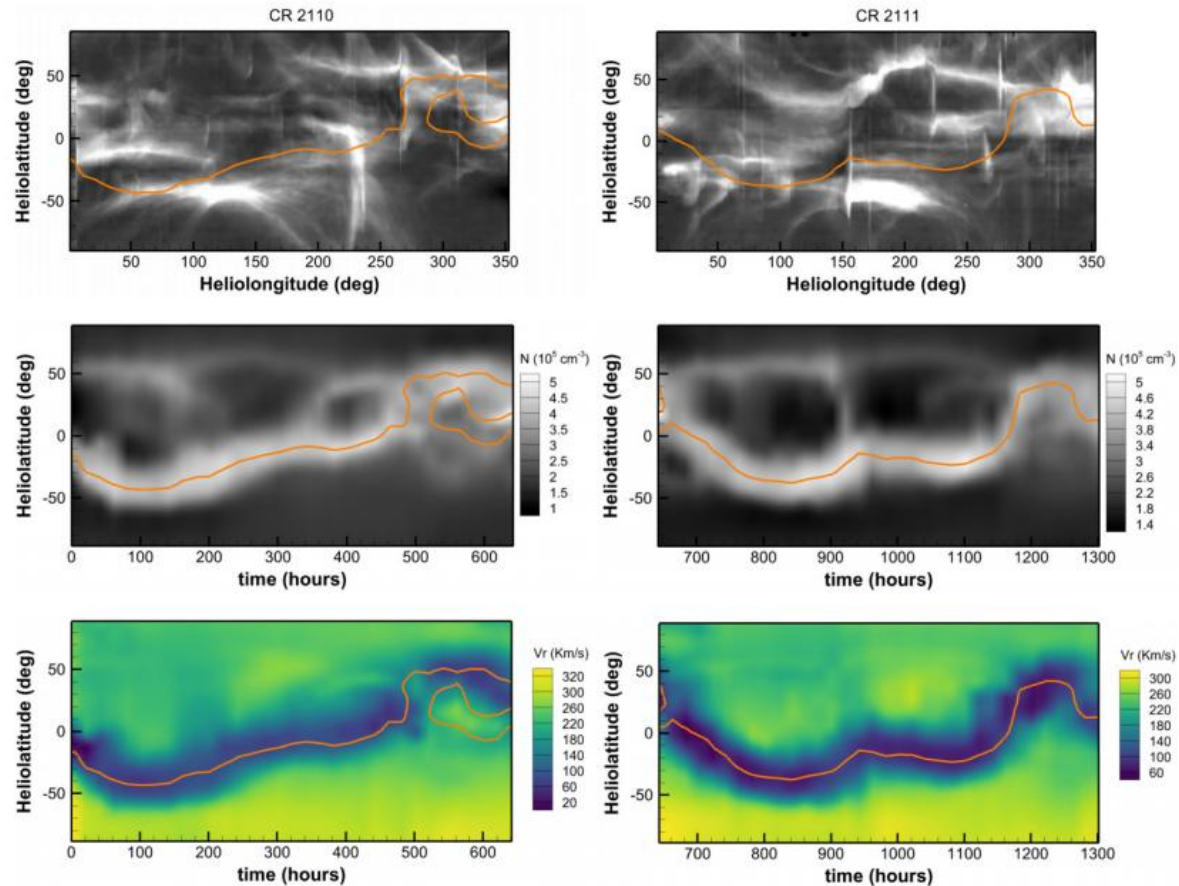 CR 2110
CR 2111
Heliolatitude (deg)
50
0
-50
50 100 150 200 250 300 350
Heliolongitude (deg)
Heliolatitude (deg)
50
0
-50
50 100 150 200 250 300 350
Heliolongitude (deg)
Heliolatitude (deg)
50
0
-50
0 100 200 300 400 500 600
time (hours)
N (10⁵ cm⁻³)
5
4.5
4
3.5
3
2.5
2
1.5
1
Heliolatitude (deg)
50
0
-50
700 800 900 1000 1100 1200 1300
time (hours)
N (10⁵ cm⁻³)
5
4.6
4.2
3.8
3.4
3
2.6
2.2
1.8
1.4
Heliolatitude (deg)
50
0
-50
0 100 200 300 400 500 600
time (hours)
Vr (Km/s)
320
300
260
220
180
140
100
60
20
Heliolatitude (deg)
50
0
-50
700 800 900 1000 1100 1200 1300
time (hours)
Vr (Km/s)
300
260
220
180
140
100
60